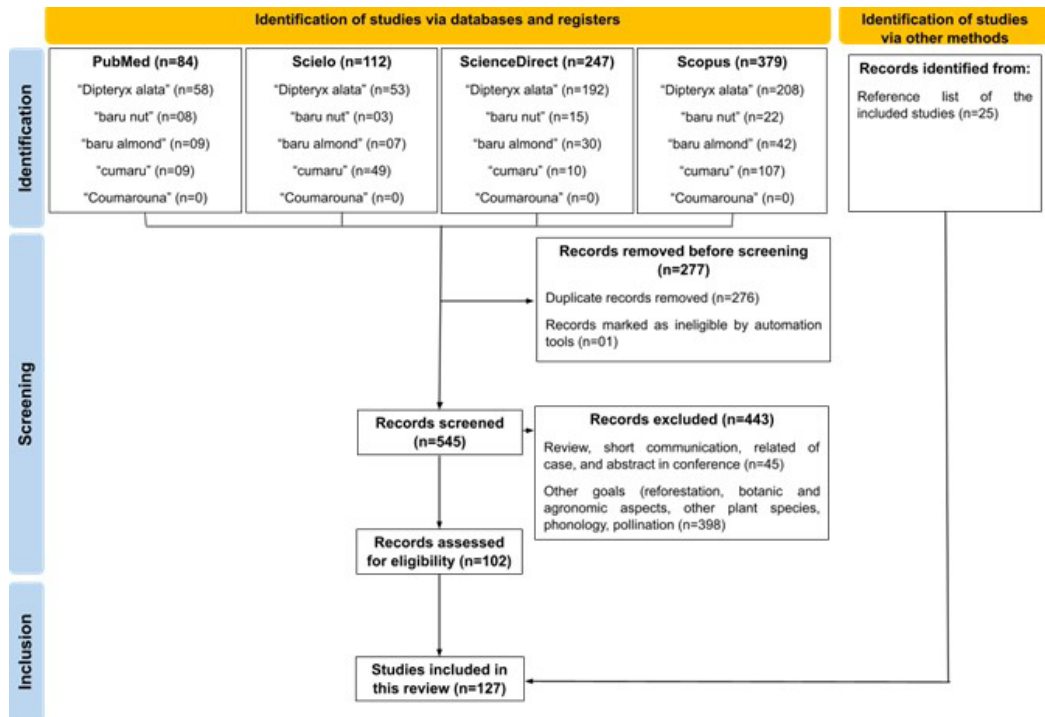 Identification of studies via databases and registers
Identification of studies
via other methods
Identification
PubMed (n=84)
"Dipteryx alata" (n=58)
"baru nut" (n=08)
"baru almond" (n=09)
"cumaru" (n=09)
"Coumarouna" (n=0)
Scielo (n=112)
"Dipteryx alata" (n=53)
"baru nut" (n=03)
"baru almond" (n=07)
"cumaru" (n=49)
"Coumarouna" (n=0)
ScienceDirect (n=247)
"Dipteryx alata" (n=192)
"baru nut" (n=15)
"baru almond" (n=30)
"cumaru" (n=10)
"Coumarouna" (n=0)
Scopus (n=379)
"Dipteryx alata" (n=208)
"baru nut" (n=22)
"baru almond" (n=42)
"cumaru" (n=107)
"Coumarouna" (n=0)
Records identified from:
Reference list of the
included studies (n=25)
Screening
Records removed before screening
(n=277)
Duplicate records removed (n=276)
Records marked as ineligible by automation
tools (n=01)
Records screened
(n=545)
Records excluded (n=443)
Review, short communication, related of
case, and abstract in conference (n=45)
Other goals (reforestation, botanic and
agronomic aspects, other plant species,
phonology, pollination (n=398)
Records assessed
for eligibility (n=102)
Inclusion
Studies included in
this review (n=127)